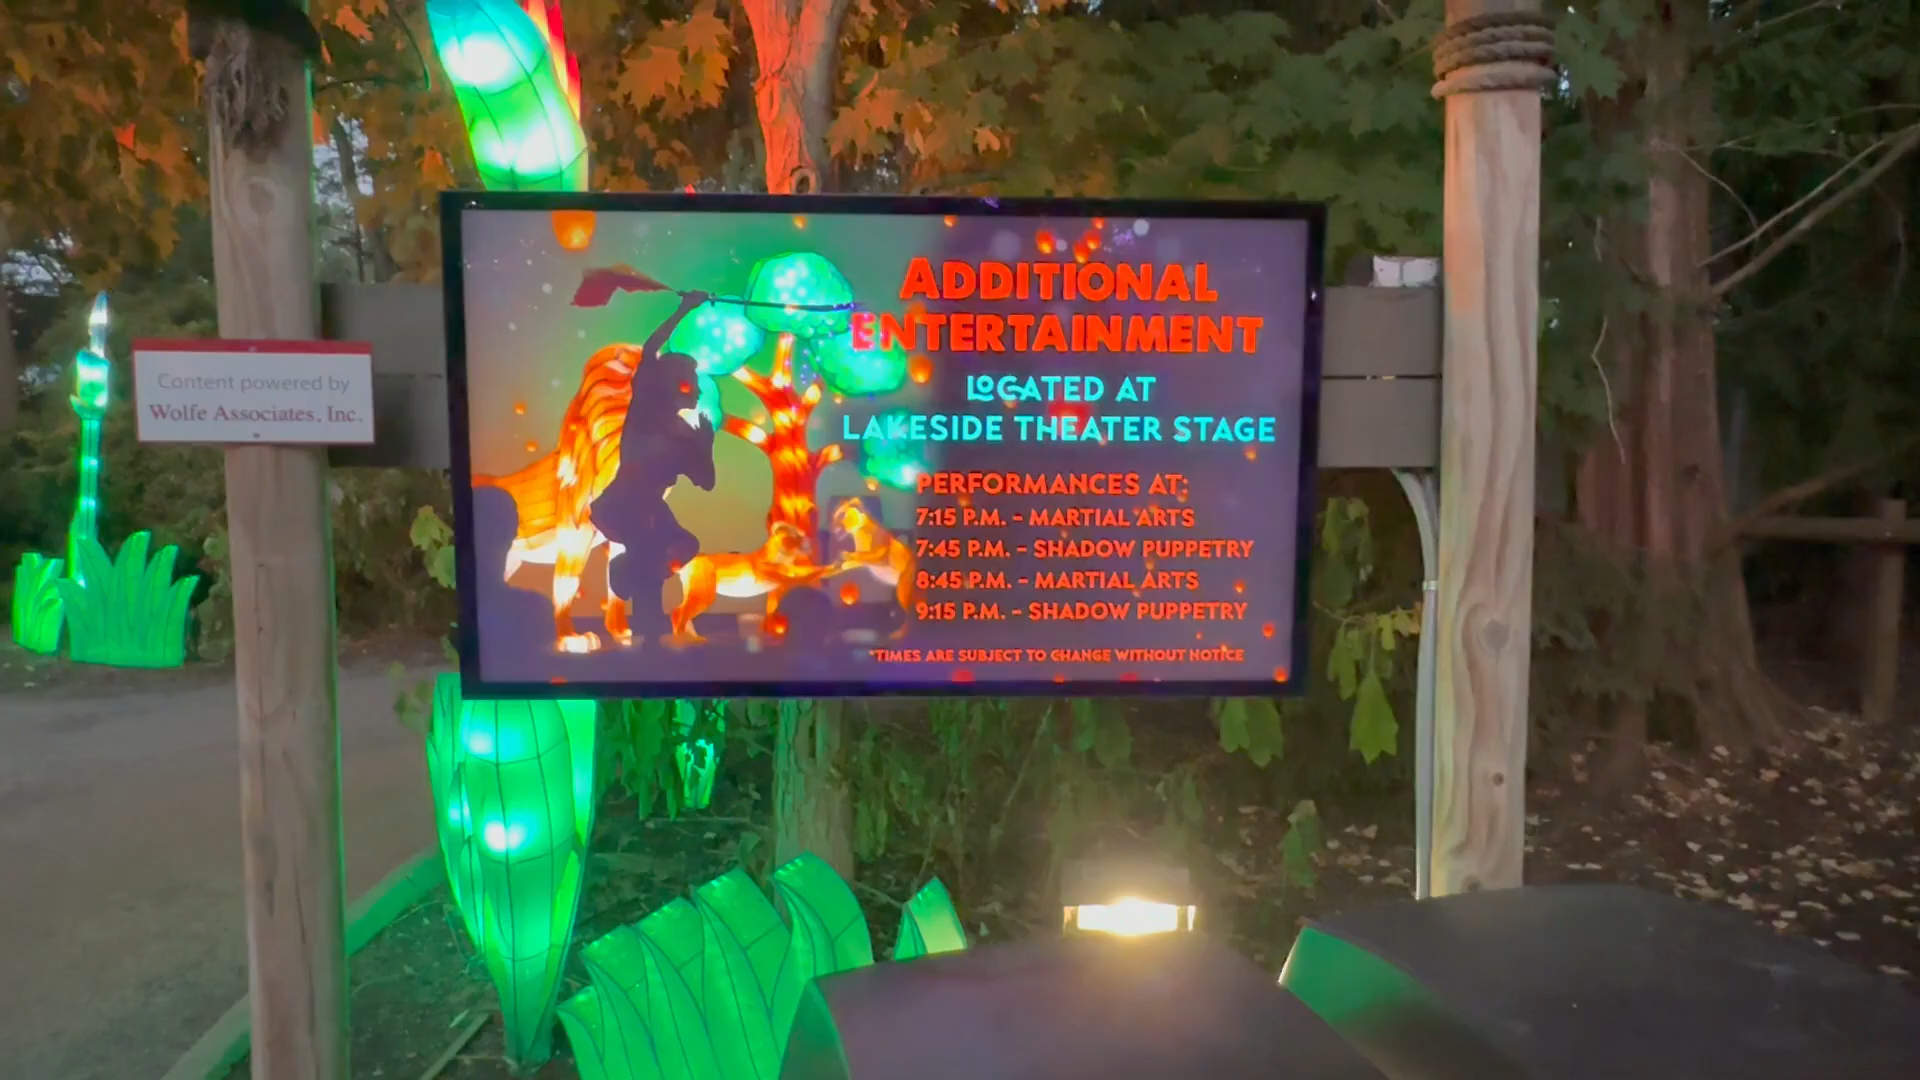 Content powered by
Wolfe Associates, Inc.
ADDITIONAL
ENTERTAINMENT
LOCATED AT
LAKESIDE THEATER STAGE
PERFORMANCES AT:
7:15 P.M. - MARTIAL ARTS
7:45 P.M. - SHADOW PUPPETRY
8:45 P.M. - MARTIAL ARTS
9:15 P.M. - SHADOW PUPPETRY
*TIMES ARE SUBJECT TO CHANGE WITHOUT NOTICE